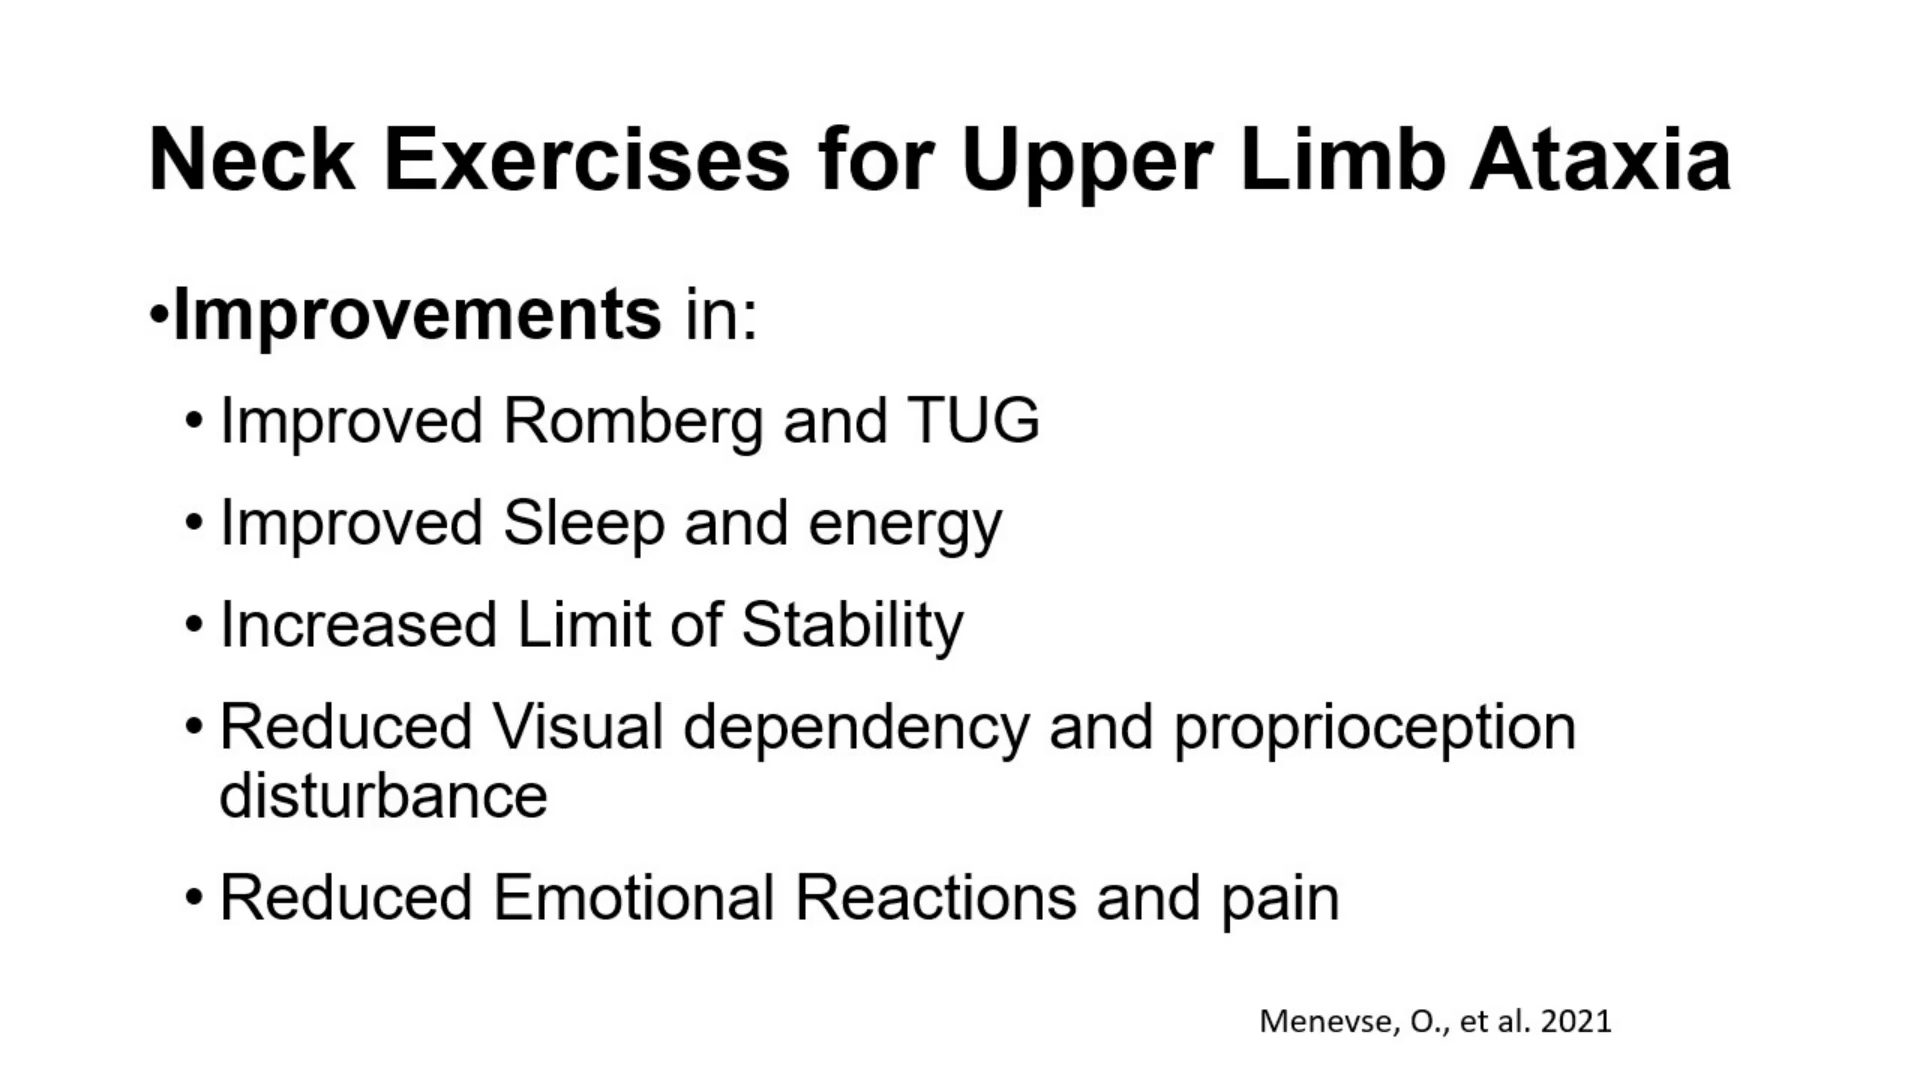 Neck Exercises for Upper Limb Ataxia
•Improvements in:
• Improved Romberg and TUG
• Improved Sleep and energy
• Increased Limit of Stability
• Reduced Visual dependency and proprioception
disturbance
• Reduced Emotional Reactions and pain
Menevse, O., et al. 2021